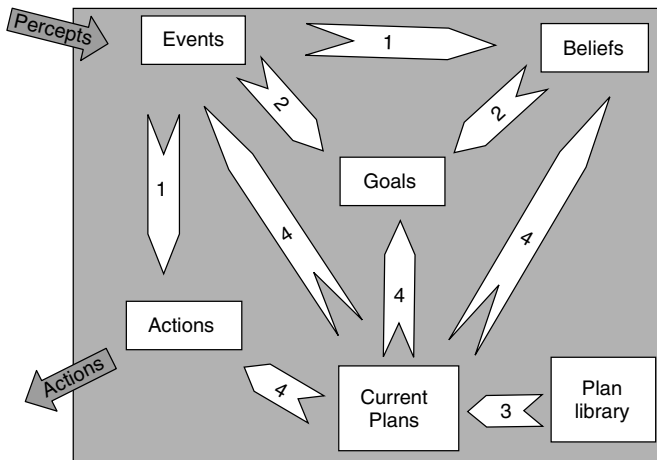 Percepts
Events
1
Beliefs
2
2
1
Goals
4
4
4
Actions
Actions
4
Current
Plans
3
Plan
library